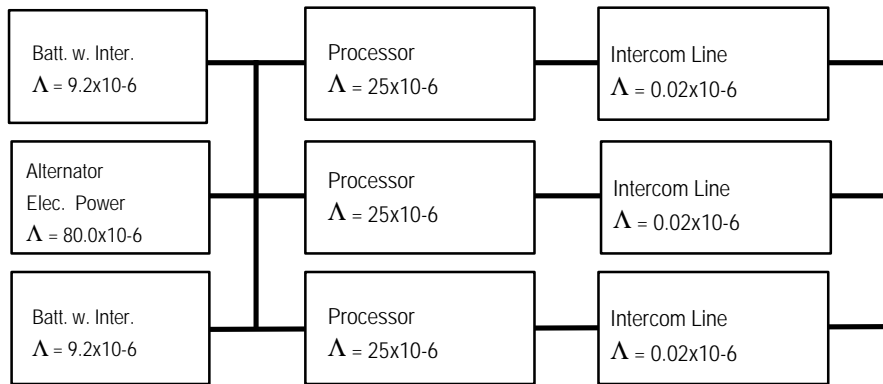 Batt. w. Inter.
Λ = 9.2x10-6
Processor
Λ = 25x10-6
Intercom Line
Λ = 0.02x10-6
Alternator
Elec. Power
Λ = 80.0x10-6
Processor
Λ = 25x10-6
Intercom Line
Λ = 0.02x10-6
Batt. w. Inter.
Λ = 9.2x10-6
Processor
Λ = 25x10-6
Intercom Line
Λ = 0.02x10-6